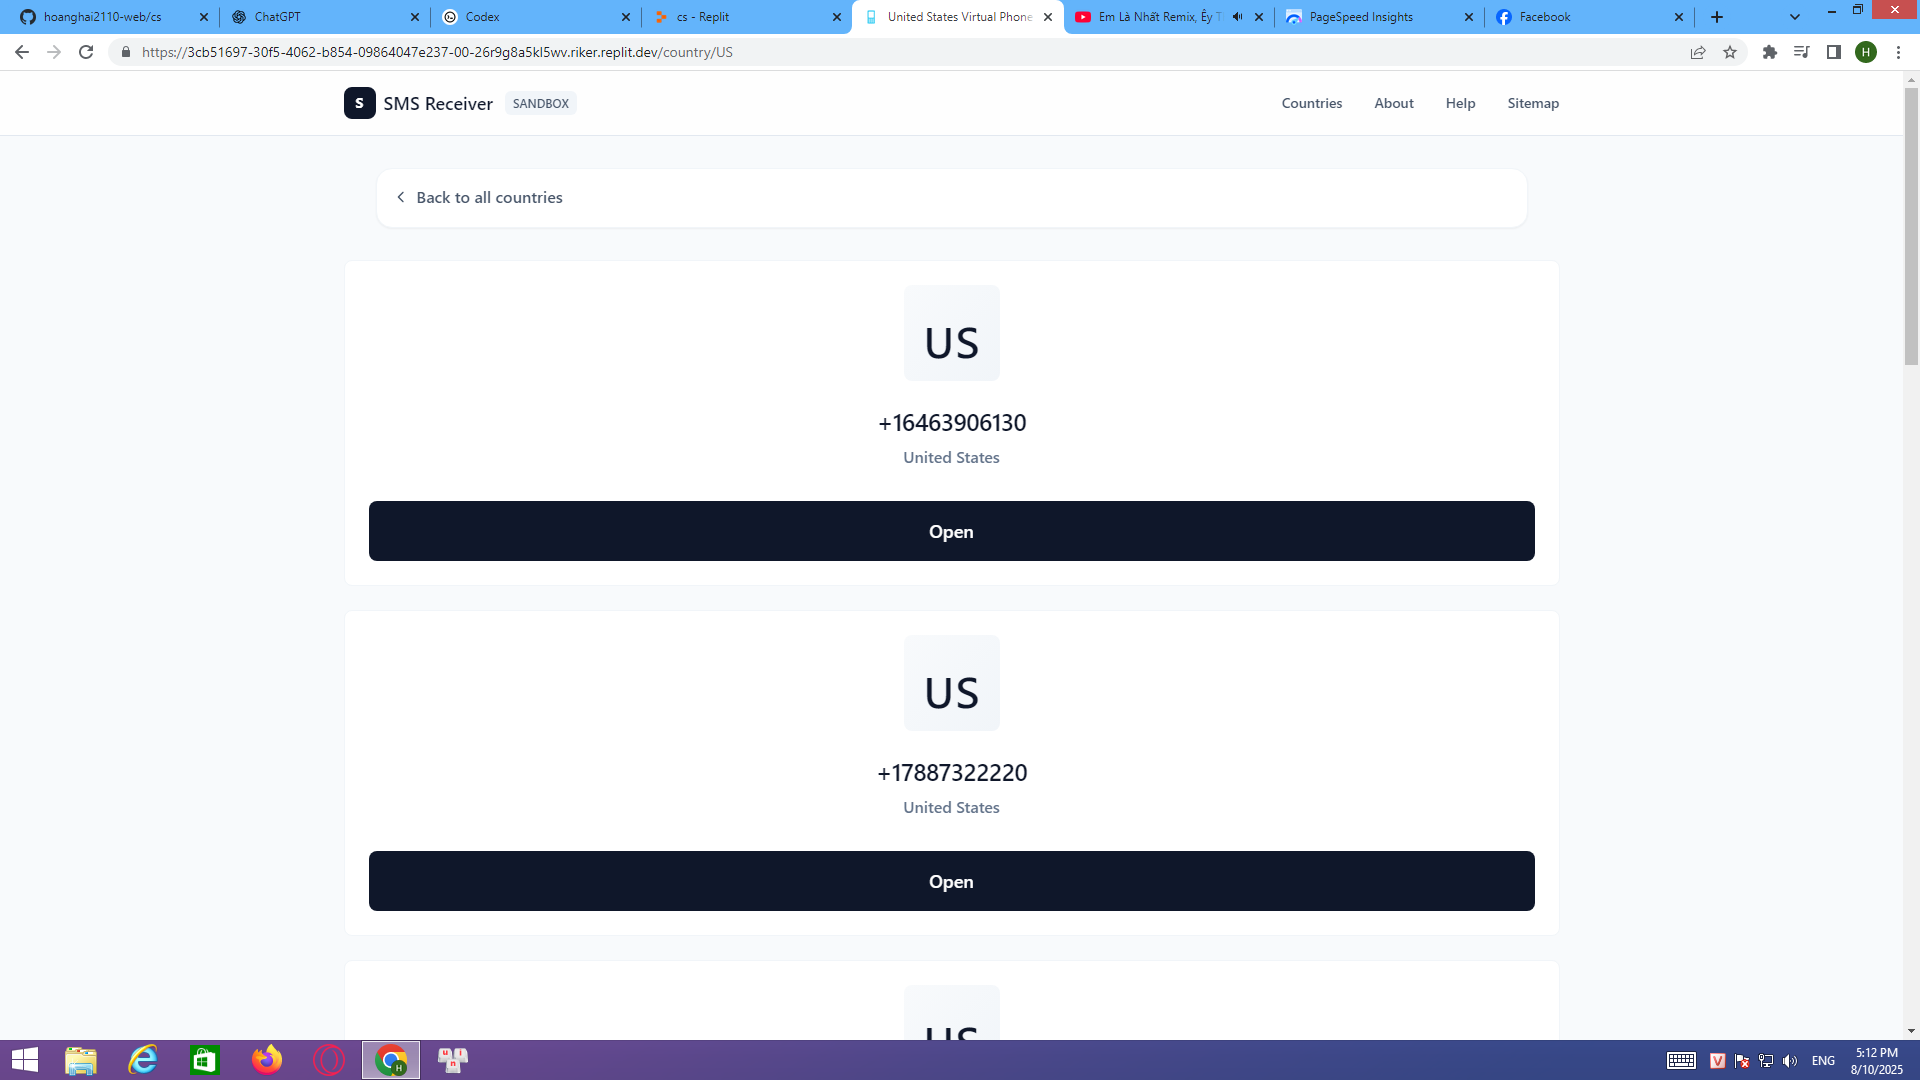 hoanghai2110-web/cs
ChatGPT
Codex
cs - Replit
United States Virtual Phone
Em Là Nhất Remix, Êy T
PageSpeed Insights
Facebook
https://3cb51697-30f5-4062-b854-09864047e237-00-26r9g8a5kl5wv.riker.replit.dev/country/US
H
S
SMS Receiver
SANDBOX
Countries
About
Help
Sitemap
Back to all countries
US
+16463906130
United States
Open
US
+17887322220
United States
Open
US
H
V
ENG
5:12 PM
8/10/2025